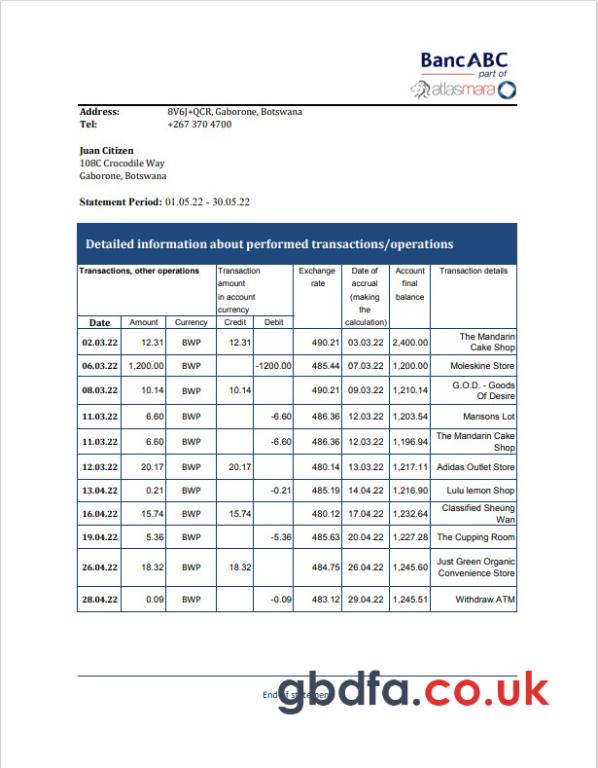 BancABC
part of
atlasmara
Address: 8V6J+QCR, Gaborone, Botswana
Tel: +267 370 4700
Juan Citizen
108C Crocodile Way
Gaborone, Botswana
Statement Period: 01.05.22 - 30.05.22
Detailed information about performed transactions/operations
Transactions, other operations Transaction amount in account currency Exchange rate Date of accrual (making the calculation) Account final balance Transaction details
Date Amount Currency Credit Debit
02.03.22 12.31 BWP 12.31 490.21 03.03.22 2,400.00 The Mandarin Cake Shop
06.03.22 1,200.00 BWP -1200.00 485.44 07.03.22 1,200.00 Moleskine Store
08.03.22 10.14 BWP 10.14 490.21 09.03.22 1,210.14 G.O.D. - Goods Of Desire
11.03.22 6.60 BWP -6.60 486.36 12.03.22 1,203.54 Mansons Lot
11.03.22 6.60 BWP -6.60 486.36 12.03.22 1,196.94 The Mandarin Cake Shop
12.03.22 20.17 BWP 20.17 480.14 13.03.22 1,217.11 Adidas Outlet Store
13.04.22 0.21 BWP -0.21 485.19 14.04.22 1,216.90 Lulu lemon Shop
16.04.22 15.74 BWP 15.74 480.12 17.04.22 1,232.64 Classified Sheung Wan
19.04.22 5.36 BWP -5.36 485.63 20.04.22 1,227.28 The Cupping Room
26.04.22 18.32 BWP 18.32 484.75 26.04.22 1,245.60 Just Green Organic Convenience Store
28.04.22 0.09 BWP -0.09 483.12 29.04.22 1,245.51 Withdraw ATM
End of statement
gbdfa.co.uk